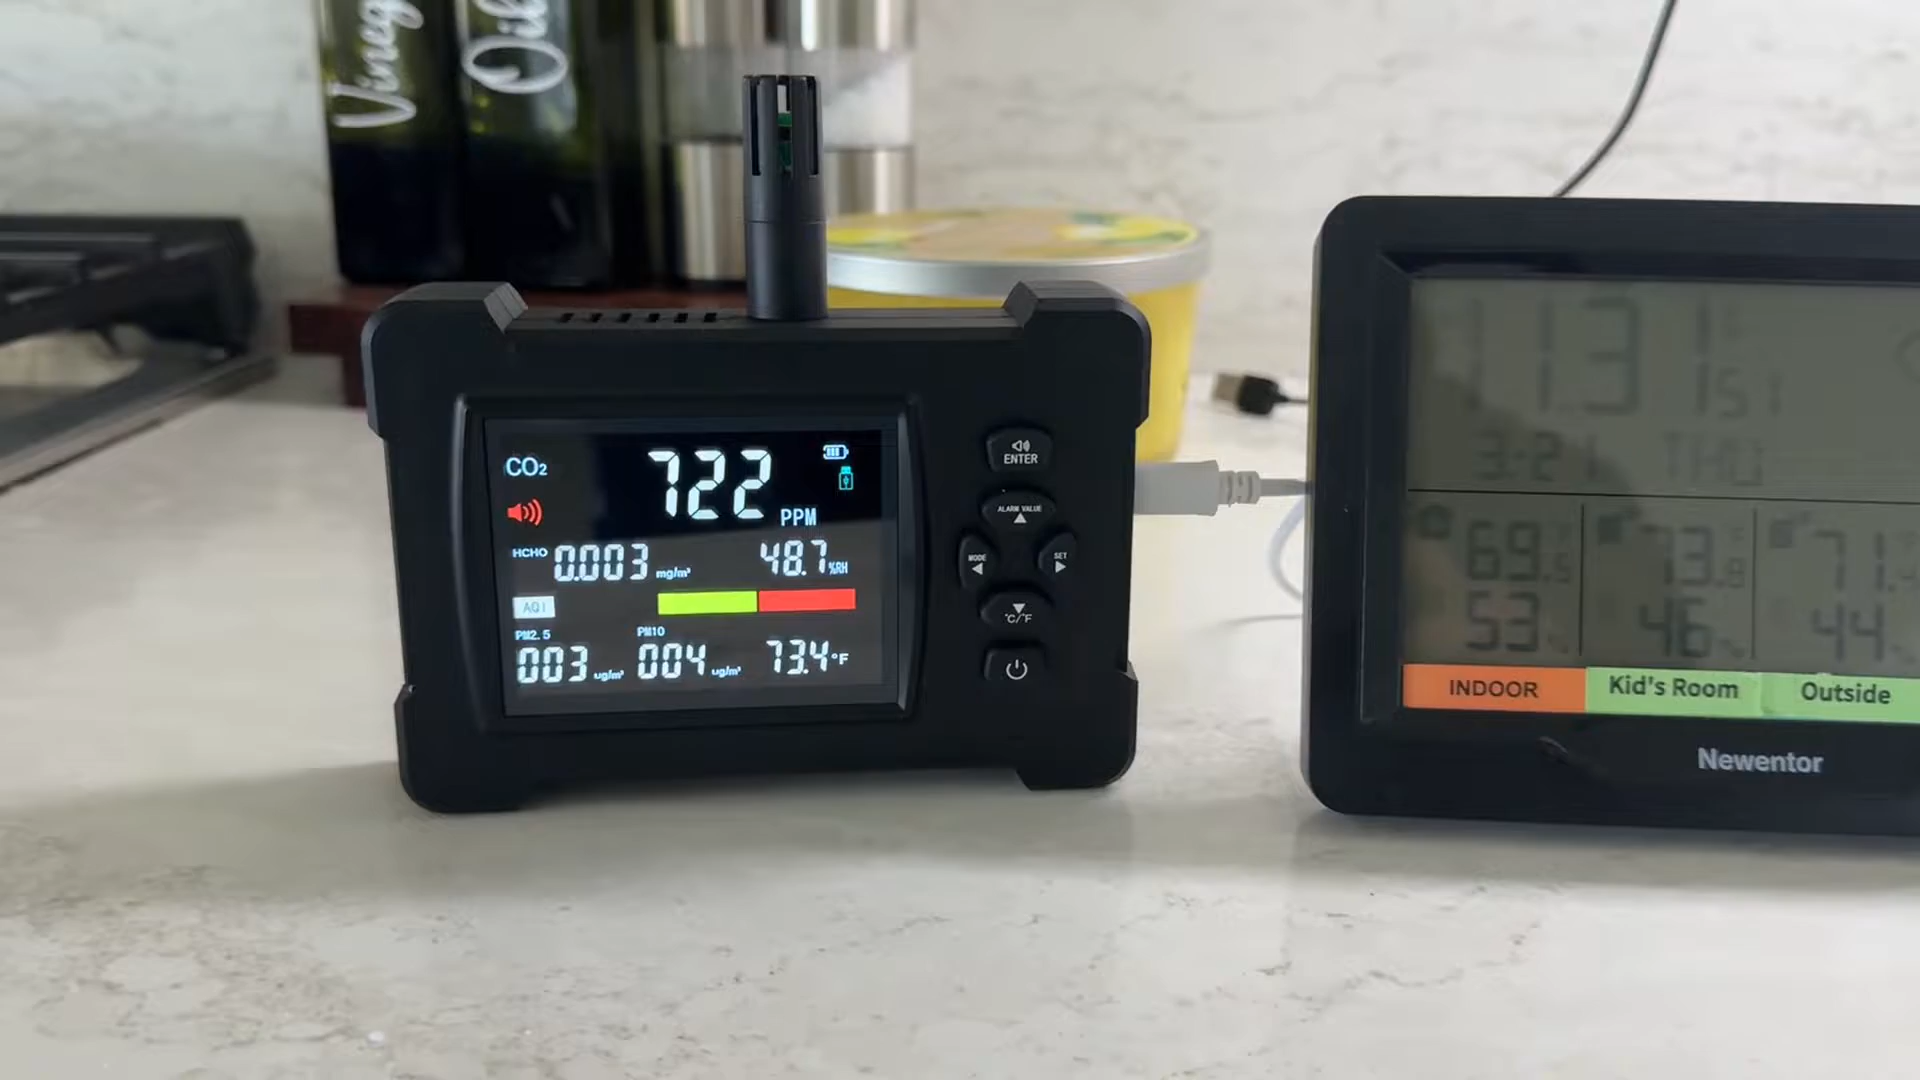 Vineg
Oil
CO₂
722
PPM
HCHO 0.003 mg/m³ 48.7 %RH
AQI
PM2.5 PM10
003 ug/m³ 004 ug/m³ 73.4 °F
ENTER
ALARM VALUE
MODE SET
°C/°F
69.5 73.8 71.
53 46 44
INDOOR Kid's Room Outside
Newentor